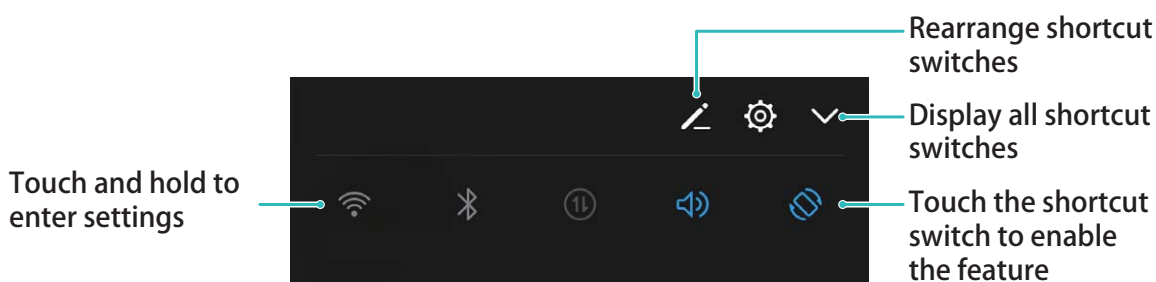 Rearrange shortcut
switches
Display all shortcut
switches
Touch and hold to
enter settings
Touch the shortcut
switch to enable
the feature